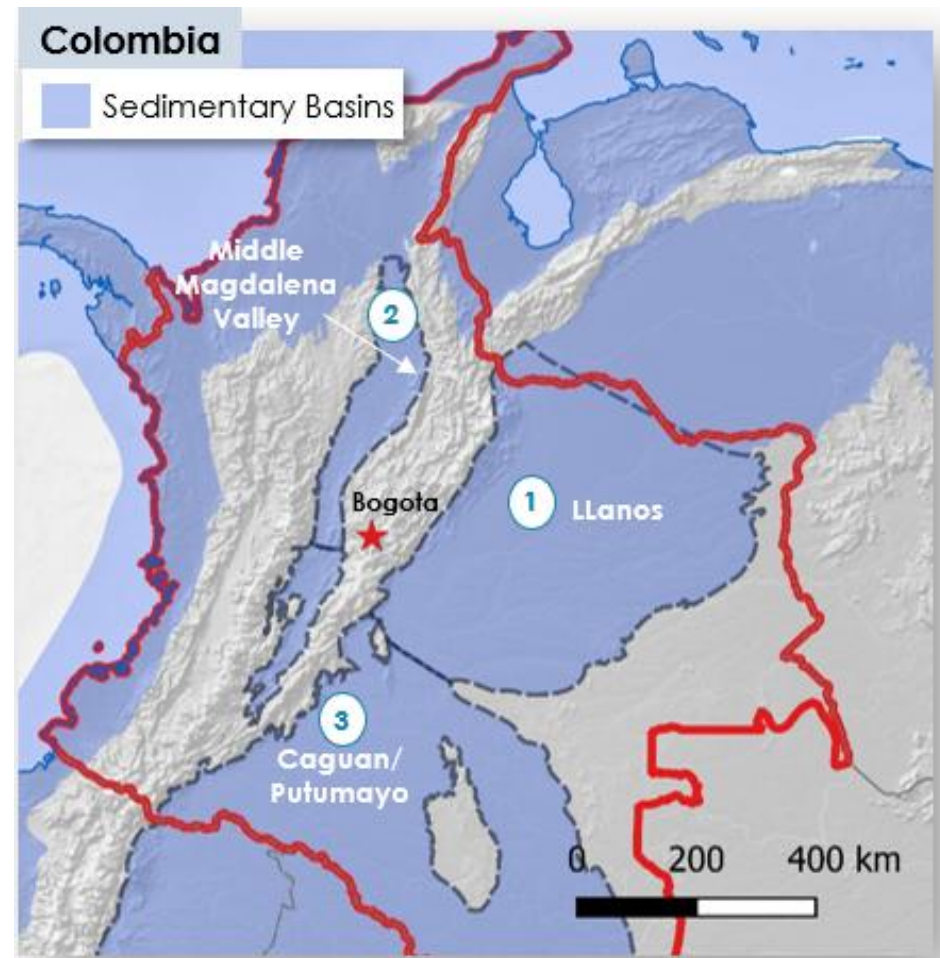 Colombia
Sedimentary Basins
Middle
Magdalena
Valley
2
Bogota
1
LLanos
3
Caguan/
Putumayo
0 200 400 km